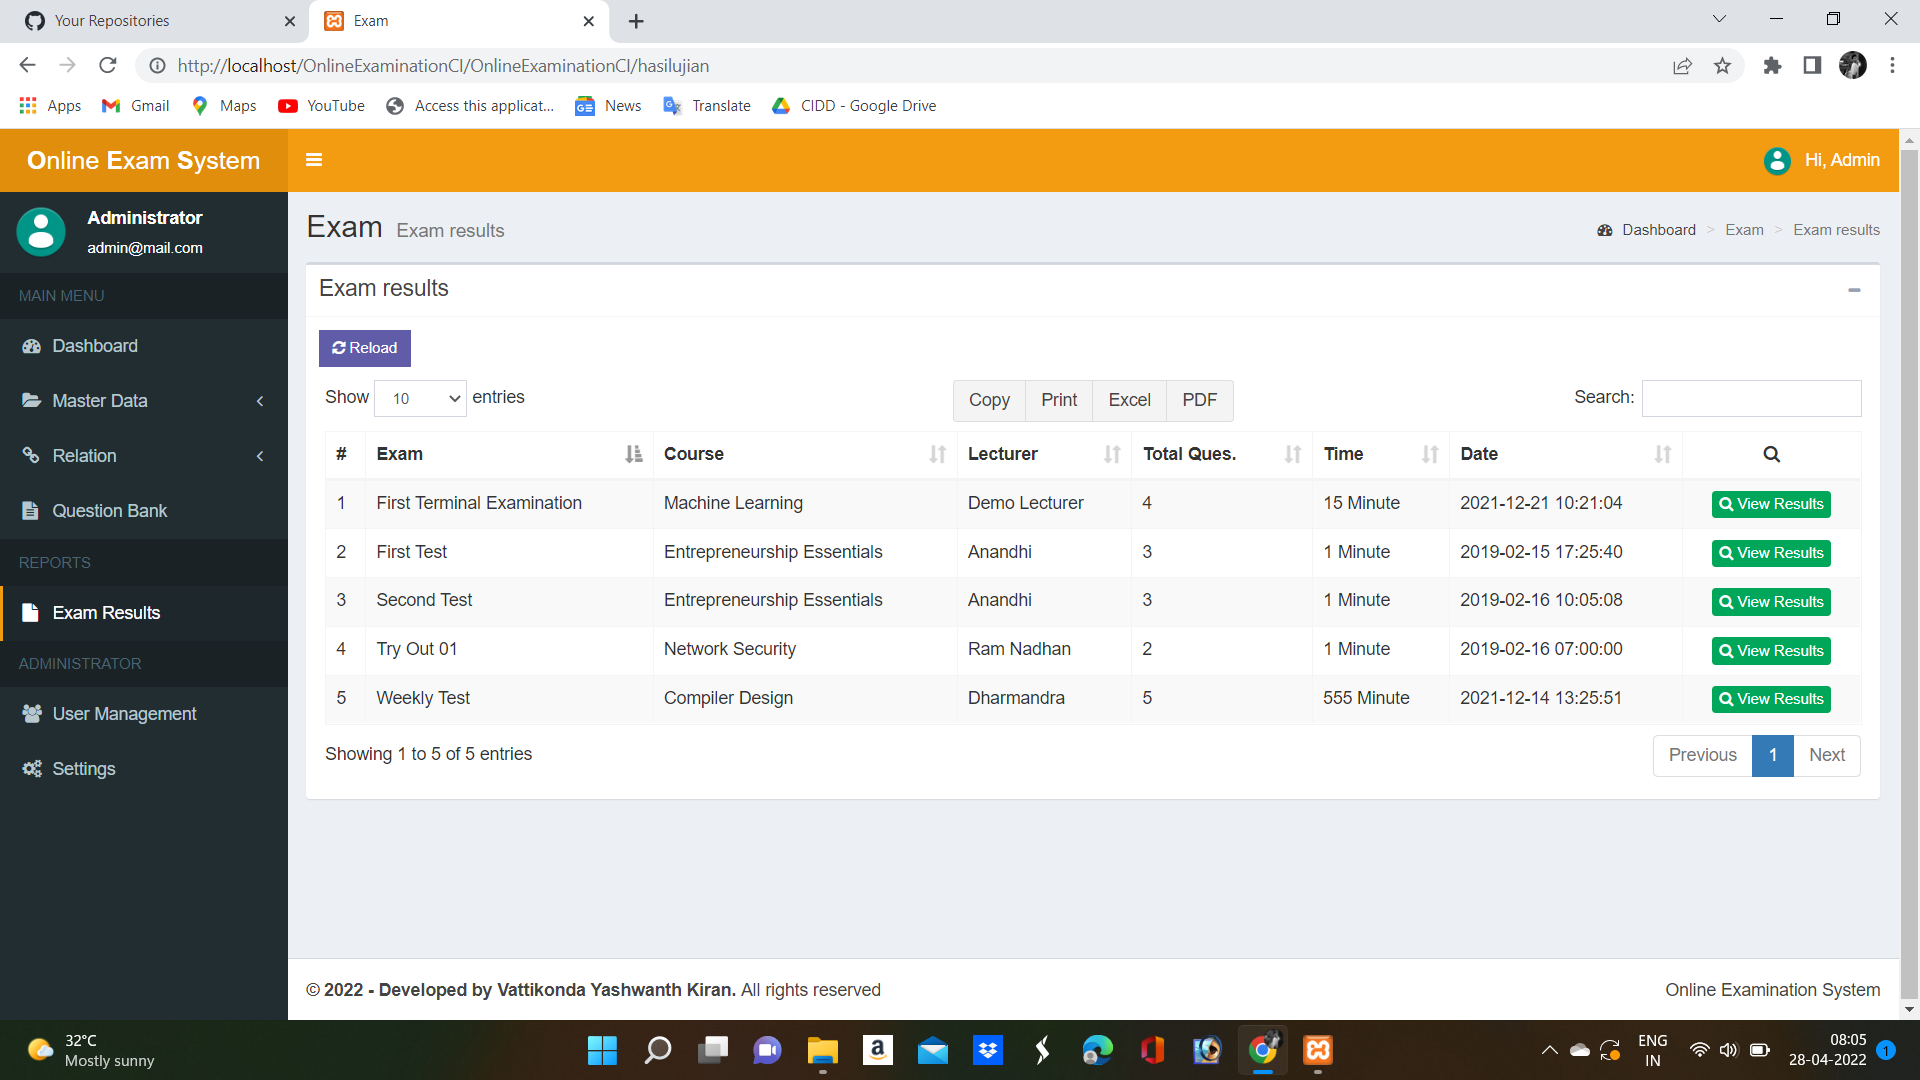 Your Repositories
Exam
http://localhost/OnlineExaminationCI/OnlineExaminationCI/hasilujian
Apps Gmail Maps YouTube Access this applicat... News Translate CIDD - Google Drive
Online Exam System
Hi, Admin
Administrator
admin@mail.com
MAIN MENU
Dashboard
Master Data
Relation
Question Bank
REPORTS
Exam Results
ADMINISTRATOR
User Management
Settings
Exam Exam results
Dashboard > Exam > Exam results
Exam results
Reload
Show 10 entries
Copy Print Excel PDF
Search:
# Exam Course Lecturer Total Ques. Time Date
1 First Terminal Examination Machine Learning Demo Lecturer 4 15 Minute 2021-12-21 10:21:04 View Results
2 First Test Entrepreneurship Essentials Anandhi 3 1 Minute 2019-02-15 17:25:40 View Results
3 Second Test Entrepreneurship Essentials Anandhi 3 1 Minute 2019-02-16 10:05:08 View Results
4 Try Out 01 Network Security Ram Nadhan 2 1 Minute 2019-02-16 07:00:00 View Results
5 Weekly Test Compiler Design Dharmandra 5 555 Minute 2021-12-14 13:25:51 View Results
Showing 1 to 5 of 5 entries
Previous 1 Next
© 2022 - Developed by Vattikonda Yashwanth Kiran. All rights reserved
Online Examination System
32°C
Mostly sunny
ENG
IN
08:05
28-04-2022
1